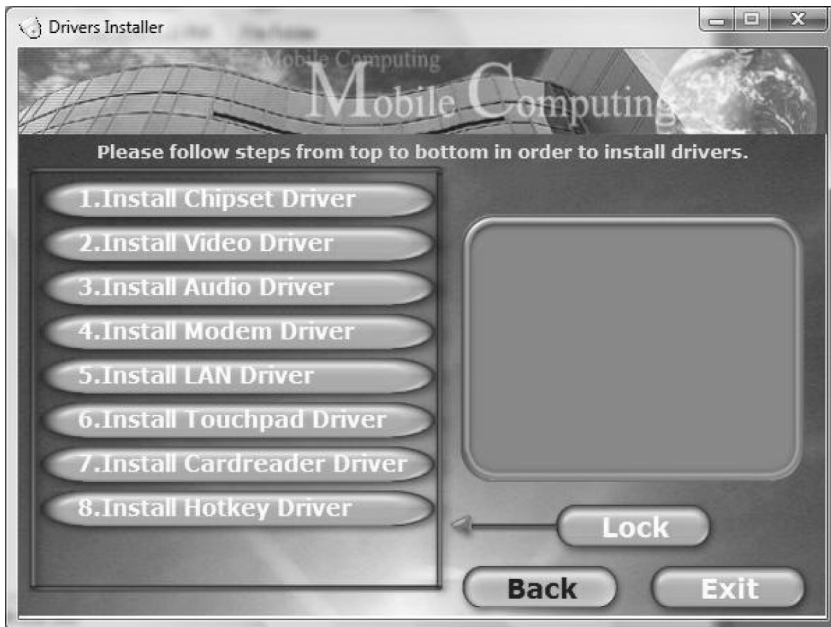 Drivers Installer
Mobile Computing
Mobile Computing
Please follow steps from top to bottom in order to install drivers.
1.Install Chipset Driver
2.Install Video Driver
3.Install Audio Driver
4.Install Modem Driver
5.Install LAN Driver
6.Install Touchpad Driver
7.Install Cardreader Driver
8.Install Hotkey Driver
Lock
Back
Exit